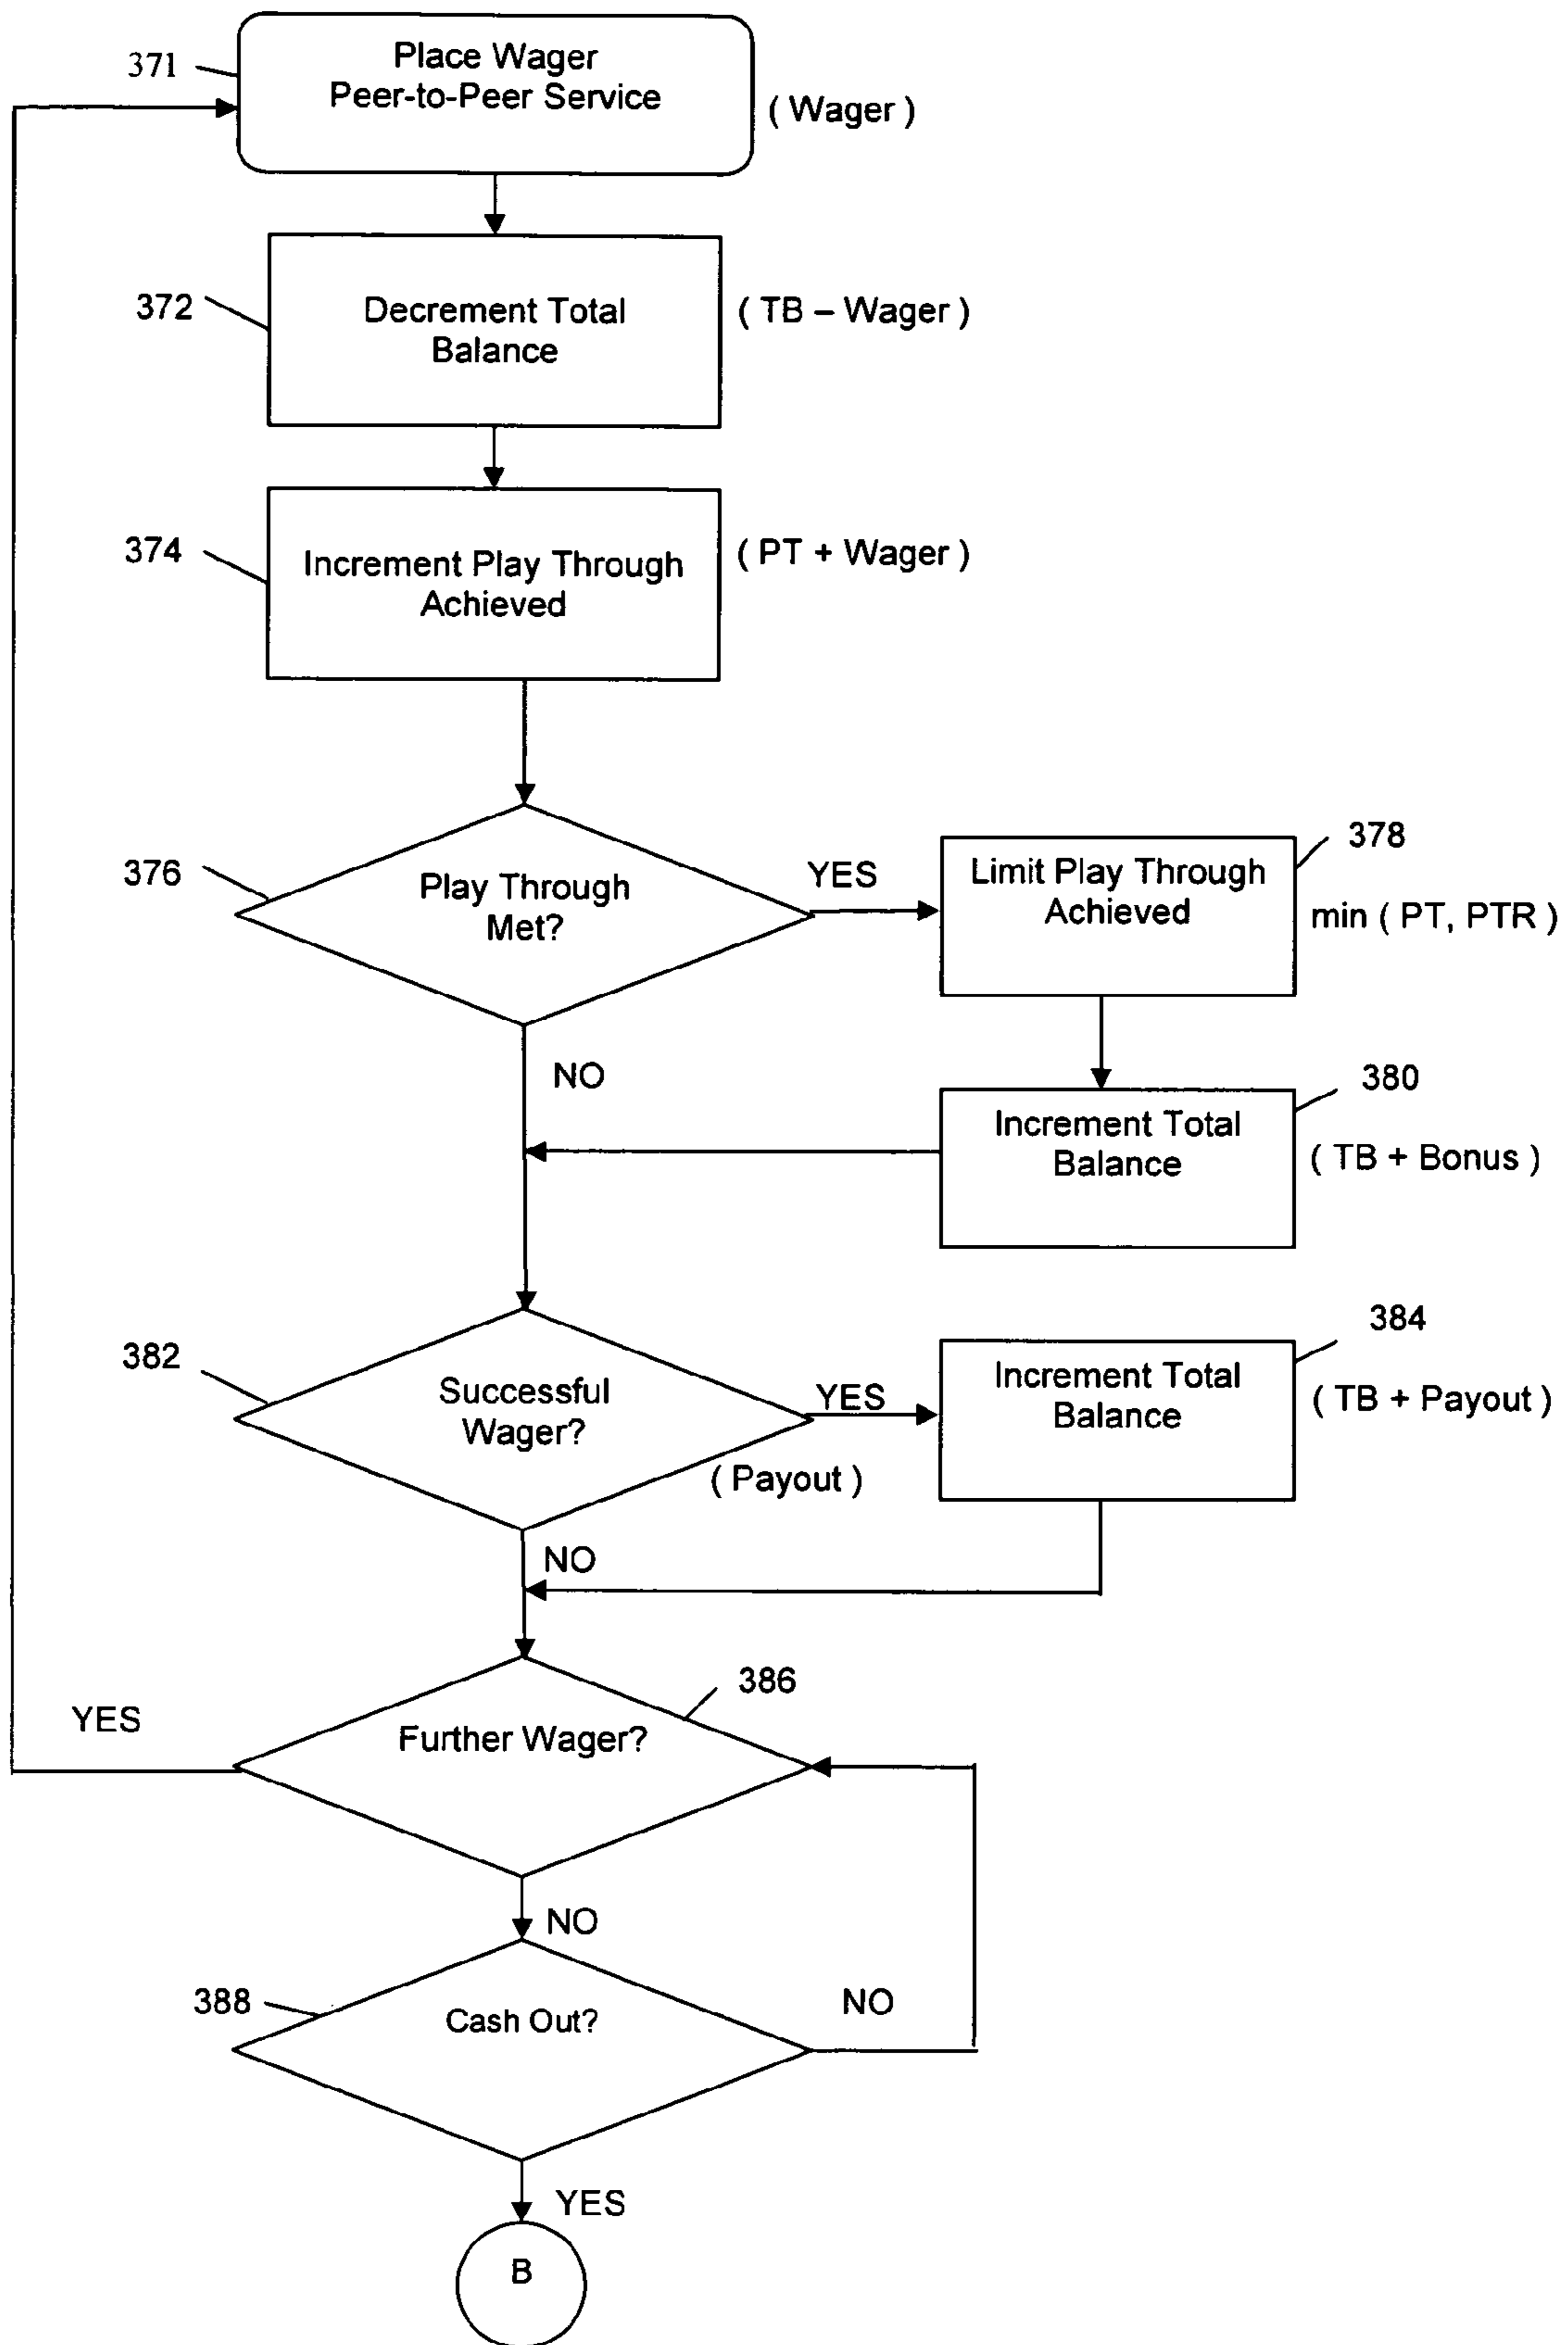 371
Place Wager
Peer-to-Peer Service
( Wager )
372
Decrement Total
Balance
( TB – Wager )
374
Increment Play Through
Achieved
( PT + Wager )
376
Play Through
Met?
YES
NO
378
Limit Play Through
Achieved
min ( PT, PTR )
380
Increment Total
Balance
( TB + Bonus )
382
Successful
Wager?
YES
( Payout )
NO
384
Increment Total
Balance
( TB + Payout )
386
Further Wager?
YES
NO
388
Cash Out?
NO
YES
B